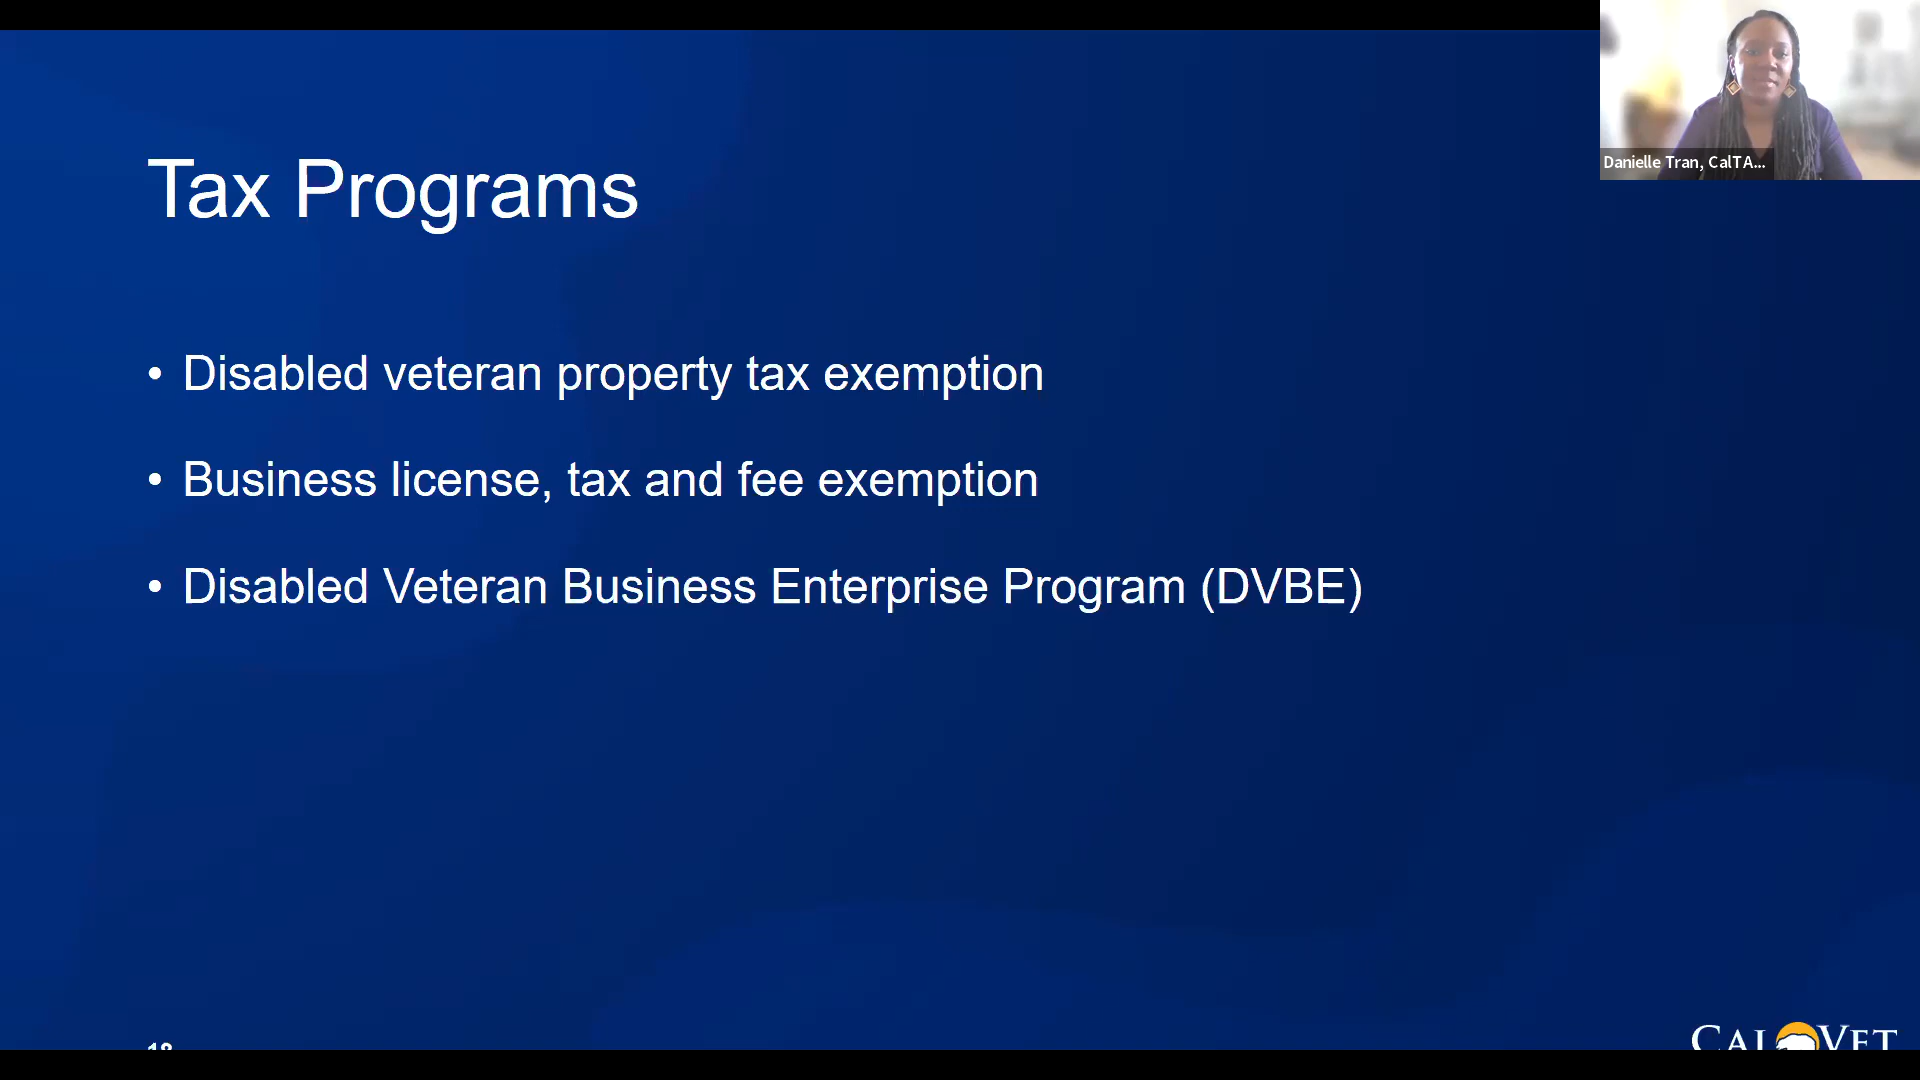 Danielle Tran, CalTA...
Tax Programs
• Disabled veteran property tax exemption
• Business license, tax and fee exemption
• Disabled Veteran Business Enterprise Program (DVBE)
CALVET